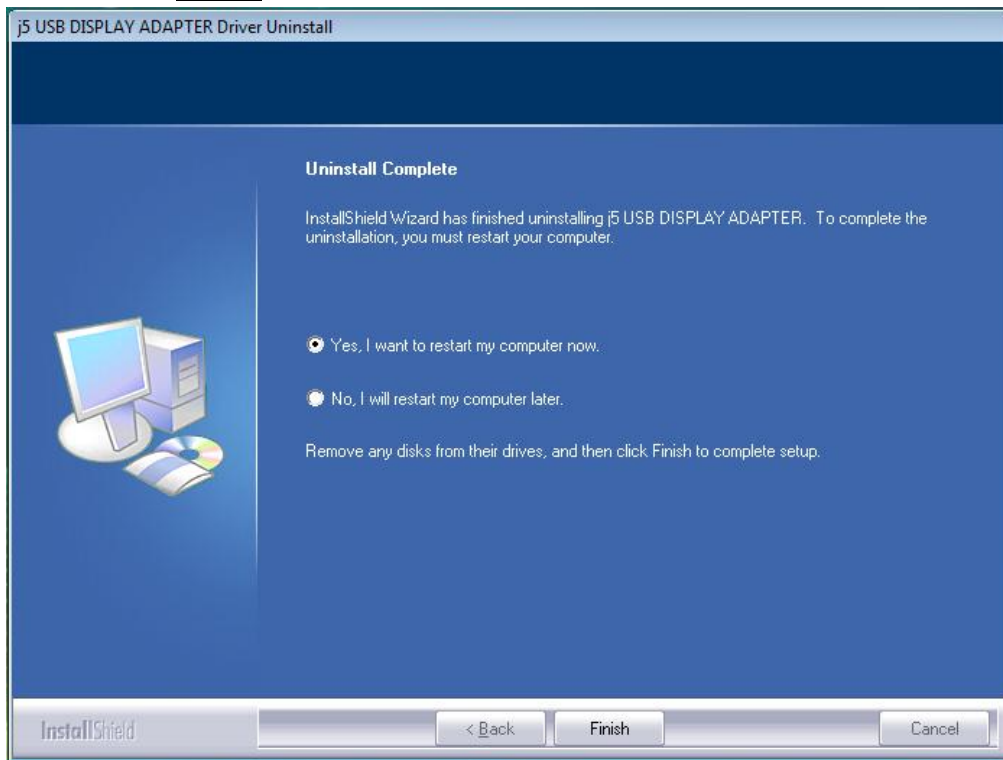 j5 USB DISPLAY ADAPTER Driver Uninstall
Uninstall Complete
InstallShield Wizard has finished uninstalling j5 USB DISPLAY ADAPTER. To complete the
uninstallation, you must restart your computer.
Yes, I want to restart my computer now.
No, I will restart my computer later.
Remove any disks from their drives, and then click Finish to complete setup.
InstallShield
< Back
Finish
Cancel